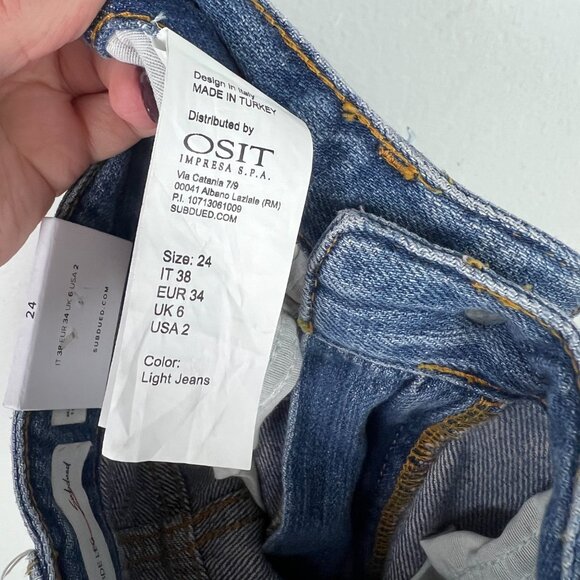 Design in Italy
MADE IN TURKEY
Distributed by
OSIT
IMPRESA S.P.A.
Via Catania 7/9
00041 Albano Laziale (RM)
P.I. 10713061009
SUBDUED.COM
Size: 24
IT 38
EUR 34
UK 6
USA 2
Color:
Light Jeans
24
IT 38 EUR 34 UK 6 USA 2
SUBDUED.COM
Subdued